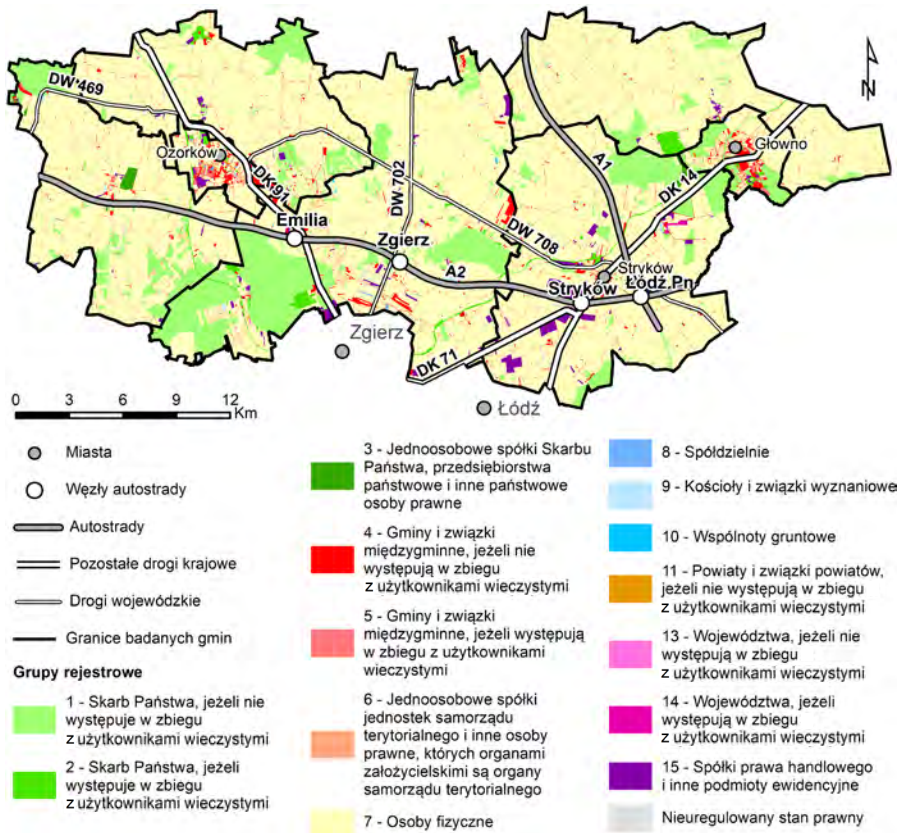 DW 469
Ozorków
DK 91
Emilia
DW 702
Zgierz
A2
A1
DW 708
DK 14
Głowno
Stryków
Stryków
Łódź Pn
Zgierz
DK 71
Łódź
N
0 3 6 9 12
Km
Miasta
Węzły autostrady
Autostrady
Pozostałe drogi krajowe
Drogi wojewódzkie
Granice badanych gmin
Grupy rejestrowe
1 - Skarb Państwa, jeżeli nie
występuje w zbiegu
z użytkownikami wieczystymi
2 - Skarb Państwa, jeżeli
występuje w zbiegu
z użytkownikami wieczystymi
3 - Jednoosobowe spółki Skarbu
Państwa, przedsiębiorstwa
państwowe i inne państwowe
osoby prawne
4 - Gminy i związki
międzygminne, jeżeli nie
występują w zbiegu
z użytkownikami wieczystymi
5 - Gminy i związki
międzygminne, jeżeli występują
w zbiegu z użytkownikami
wieczystymi
6 - Jednoosobowe spółki
jednostek samorządu
terytorialnego i inne osoby
prawne, których organami
założycielskimi są organy
samorządu terytorialnego
7 - Osoby fizyczne
8 - Spółdzielnie
9 - Kościoły i związki wyznaniowe
10 - Wspólnoty gruntowe
11 - Powiaty i związki powiatów,
jeżeli nie występują w zbiegu
z użytkownikami wieczystymi
13 - Województwa, jeżeli nie
występują w zbiegu
z użytkownikami wieczystymi
14 - Województwa, jeżeli
występują w zbiegu
z użytkownikami wieczystymi
15 - Spółki prawa handlowego
i inne podmioty ewidencyjne
Nieuregulowany stan prawny